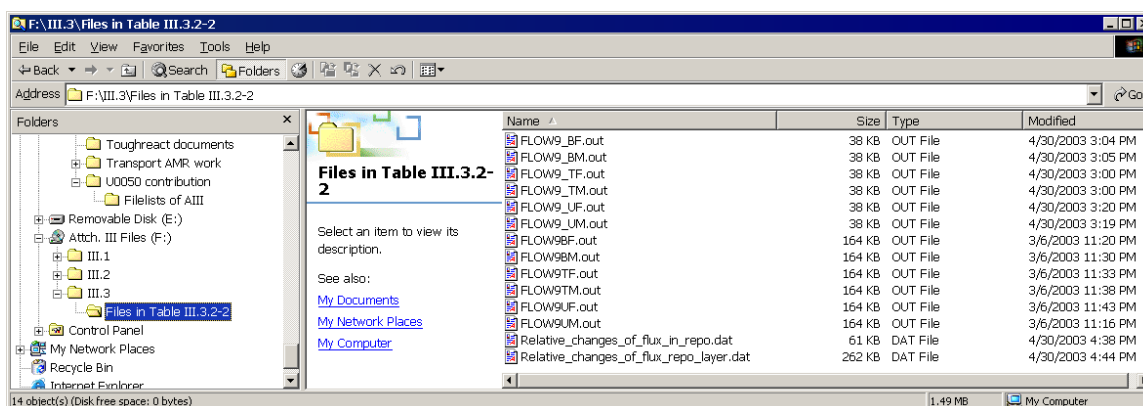 F:\III.3\Files in Table III.3.2-2
File Edit View Favorites Tools Help
Back Search Folders
Address F:\III.3\Files in Table III.3.2-2 Go
Folders
Toughreact documents
Transport AMR work
U0050 contribution
Filelists of AIII
Removable Disk (E:)
Attch. III Files (F:)
III.1
III.2
III.3
Files in Table III.3.2-2
Control Panel
My Network Places
Recycle Bin
Internet Explorer
Files in Table III.3.2-
2
Select an item to view its
description.
See also:
My Documents
My Network Places
My Computer
Name Size Type Modified
FLOW9_BF.out 38 KB OUT File 4/30/2003 3:04 PM
FLOW9_BM.out 38 KB OUT File 4/30/2003 3:05 PM
FLOW9_TF.out 38 KB OUT File 4/30/2003 3:00 PM
FLOW9_TM.out 38 KB OUT File 4/30/2003 3:00 PM
FLOW9_UF.out 38 KB OUT File 4/30/2003 3:20 PM
FLOW9_UM.out 38 KB OUT File 4/30/2003 3:19 PM
FLOW9BF.out 164 KB OUT File 3/6/2003 11:20 PM
FLOW9BM.out 164 KB OUT File 3/6/2003 11:30 PM
FLOW9TF.out 164 KB OUT File 3/6/2003 11:33 PM
FLOW9TM.out 164 KB OUT File 3/6/2003 11:38 PM
FLOW9UF.out 164 KB OUT File 3/6/2003 11:43 PM
FLOW9UM.out 164 KB OUT File 3/6/2003 11:16 PM
Relative_changes_of_flux_in_repo.dat 61 KB DAT File 4/30/2003 4:38 PM
Relative_changes_of_flux_repo_layer.dat 262 KB DAT File 4/30/2003 4:44 PM
14 object(s) (Disk free space: 0 bytes) 1.49 MB My Computer